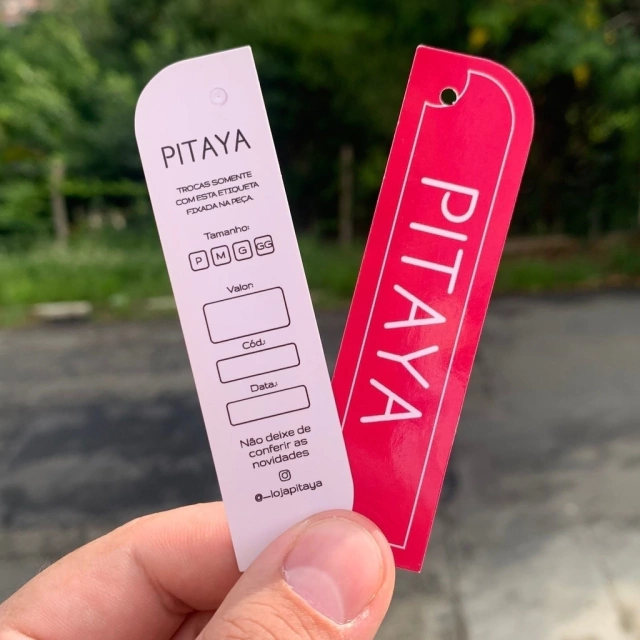 PITAYA
TROCAS SOMENTE
COM ESTA ETIQUETA
FIXADA NA PEÇA.
Tamanho:
P M G GG
Valor:
Cód.:
Data.:
Não deixe de
conferir as
novidades
@_lojapitaya
PITAYA